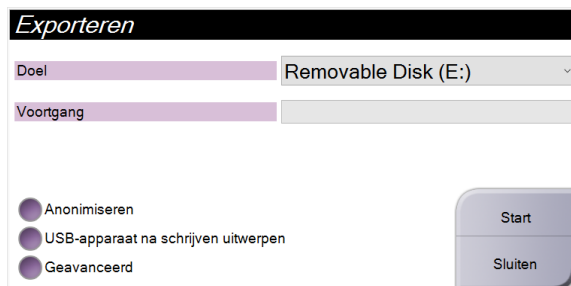 Exporteren
Doel
Removable Disk (E:)
Voortgang
Anonimiseren
USB-apparaat na schrijven uitwerpen
Geavanceerd
Start
Sluiten